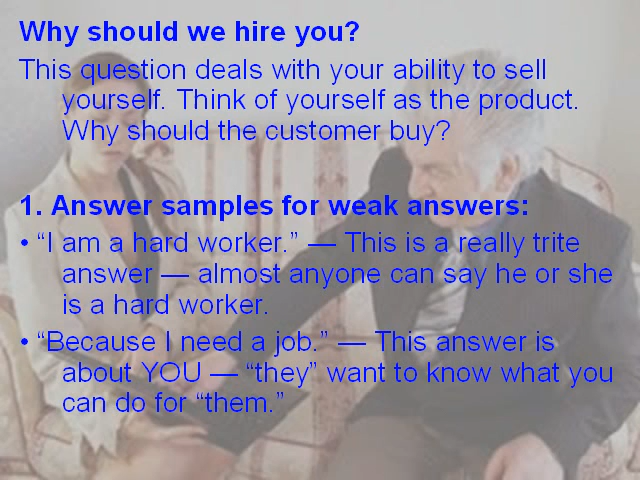 Why should we hire you?
This question deals with your ability to sell
yourself. Think of yourself as the product.
Why should the customer buy?
1. Answer samples for weak answers:
• “I am a hard worker.” — This is a really trite
answer — almost anyone can say he or she
is a hard worker.
• “Because I need a job.” — This answer is
about YOU — “they” want to know what you
can do for “them.”